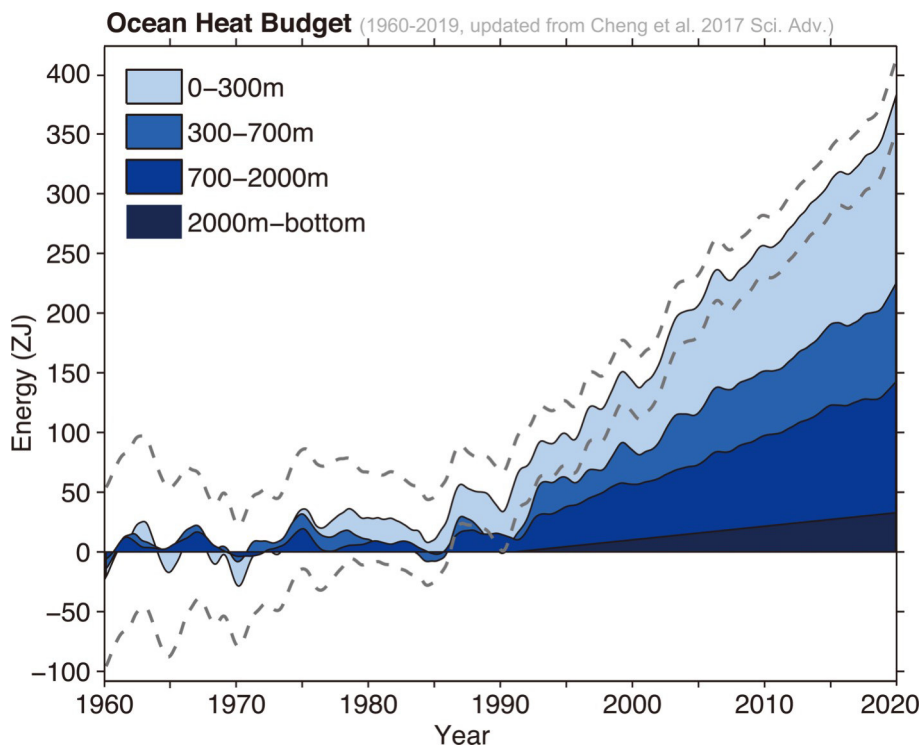 Ocean Heat Budget (1960-2019, updated from Cheng et al. 2017 Sci. Adv.)
400
350
300
250
200
150
100
50
0
−50
−100
Energy (ZJ)
0−300m
300−700m
700−2000m
2000m−bottom
1960 1970 1980 1990 2000 2010 2020
Year